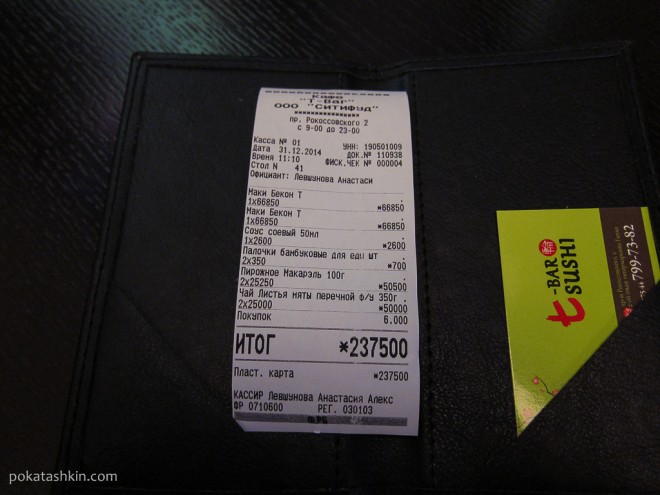 Кафе
"T-Bar"
ООО "Ситифуд"
пр. Рокоссовского 2
с 9-00 до 23-00
Касса № 01 УНН: 190501009
Дата 31.12.2014 ДОК.№ 110938
Время 11:10 ФИСК.ЧЕК № 000004
Стол N 41
Официант: Левшунова Анастаси
Маки Бекон Т .
1x66850 *66850
Маки Бекон Т .
1x66850 *66850
Соус соевый 50мл .
1x2600 *2600
Палочки бамбуковые для еды шт .
2x350 *700
Пирожное Макарэль 100г .
2x25250 *50500
Чай Листья мяты перечной ф/у 350г .
2x25000 *50000
Покупок 6.000
ИТОГ *237500
Пласт. карта *237500
КАССИР Левшунова Анастасия Алекс
ФР 0710600 РЕГ. 030103
t-BAR
SUSHI
799-73-82
pokatashkin.com